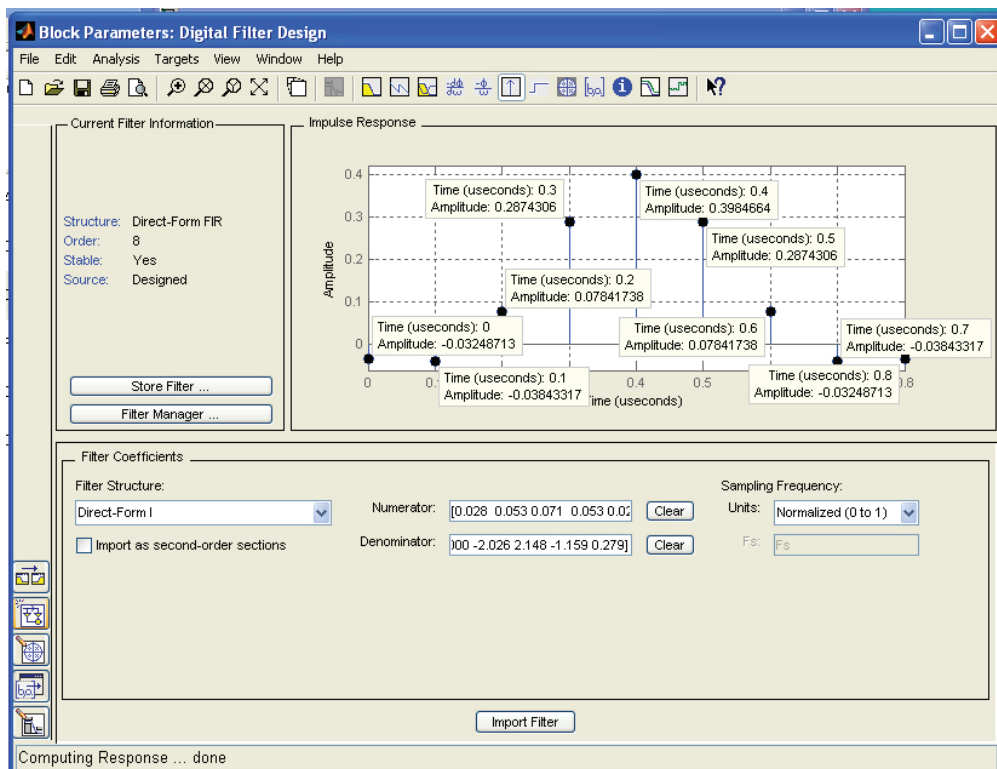 Block Parameters: Digital Filter Design
File Edit Analysis Targets View Window Help
Current Filter Information
Structure: Direct-Form FIR
Order: 8
Stable: Yes
Source: Designed
Store Filter ...
Filter Manager ...
Impulse Response
Amplitude
0.4
0.3
0.2
0.1
0
Time (useconds): 0.3
Amplitude: 0.2874306
Time (useconds): 0.4
Amplitude: 0.3984664
Time (useconds): 0.5
Amplitude: 0.2874306
Time (useconds): 0.2
Amplitude: 0.07841738
Time (useconds): 0
Amplitude: -0.03248713
Time (useconds): 0.6
Amplitude: 0.07841738
Time (useconds): 0.7
Amplitude: -0.03843317
Time (useconds): 0.1
Amplitude: -0.03843317
Time (useconds): 0.8
Amplitude: -0.03248713
0 0.1 0.4 0.5 0.8
Time (useconds)
Filter Coefficients
Filter Structure:
Direct-Form I
Import as second-order sections
Numerator: [0.028 0.053 0.071 0.053 0.02 Clear
Denominator: 000 -2.026 2.148 -1.159 0.279] Clear
Sampling Frequency:
Units: Normalized (0 to 1)
Fs: Fs
Import Filter
Computing Response ... done